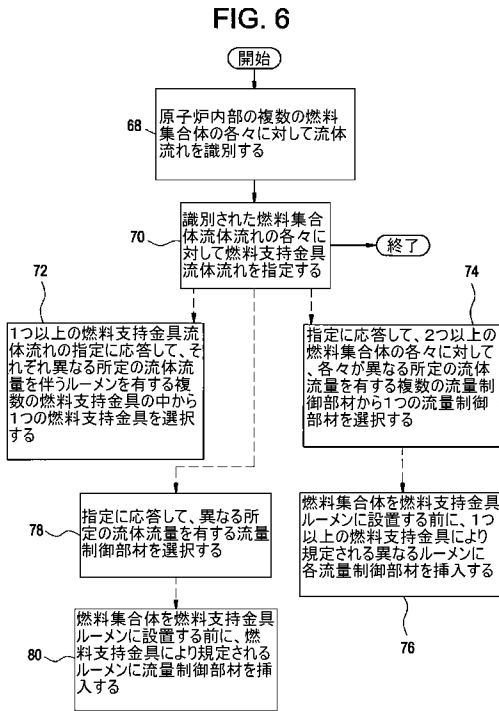 FIG. 6
開始
68
原子炉内部の複数の燃料
集合体の各々に対して流体
流れを識別する
70
識別された燃料集合
体流体流れの各々に
対して燃料支持金具
流体流れを指定する
終了
72
1つ以上の燃料支持金具流
体流れの指定に応答して、そ
れぞれ異なる所定の流体流
量を伴うルーメンを有する複
数の燃料支持金具の中から
1つの燃料支持金具を選択
する
74
指定に応答して、2つ以上の
燃料集合体の各々に対し
て、各々が異なる所定の流体
流量を有する複数の流量制
御部材から1つの流量制御
部材を選択する
78
指定に応答して、異なる所
定の流体流量を有する流量
制御部材を選択する
燃料集合体を燃料支持金具
ルーメンに設置する前に、1つ
以上の燃料支持金具により
規定される異なるルーメンに
各流量制御部材を挿入する
76
80
燃料集合体を燃料支持金具
ルーメンに設置する前に、燃
料支持金具により規定される
ルーメンに流量制御部材を挿
入する